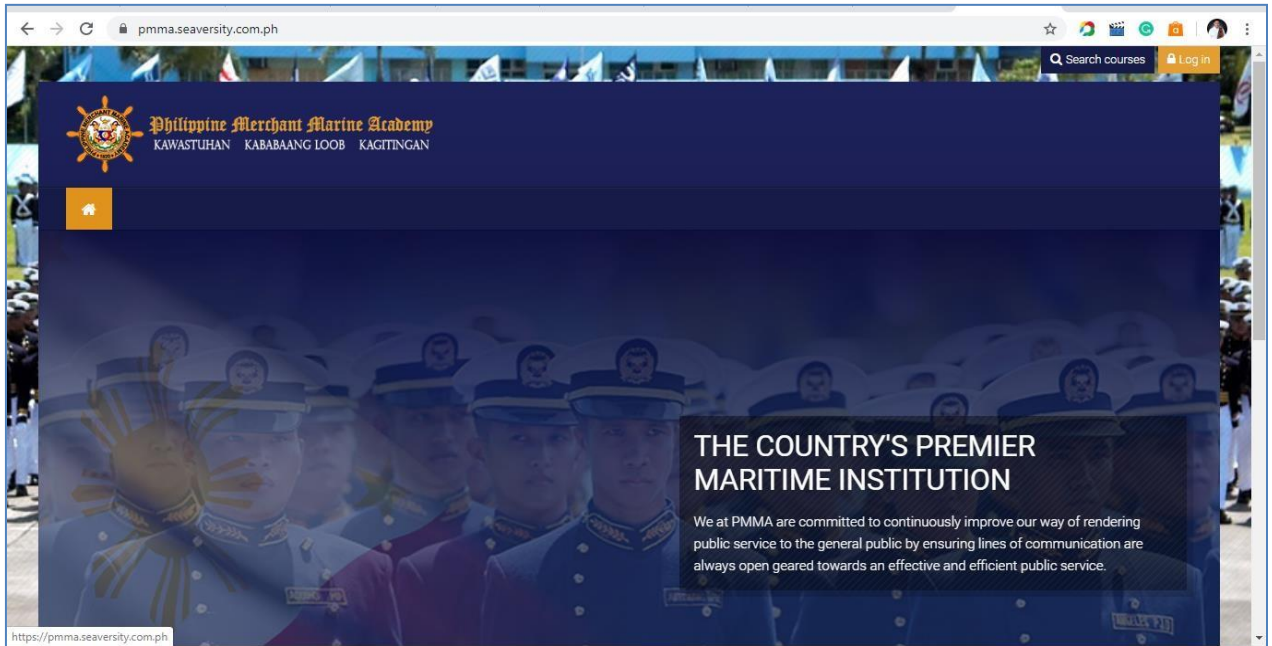 pmma.seaversity.com.ph
Search courses
Log in
Philippine Merchant Marine Academy
KAWASTUHAN KABABAANG LOOB KAGITINGAN
THE COUNTRY'S PREMIER
MARITIME INSTITUTION
We at PMMA are committed to continuously improve our way of rendering
public service to the general public by ensuring lines of communication are
always open geared towards an effective and efficient public service.
https://pmma.seaversity.com.ph